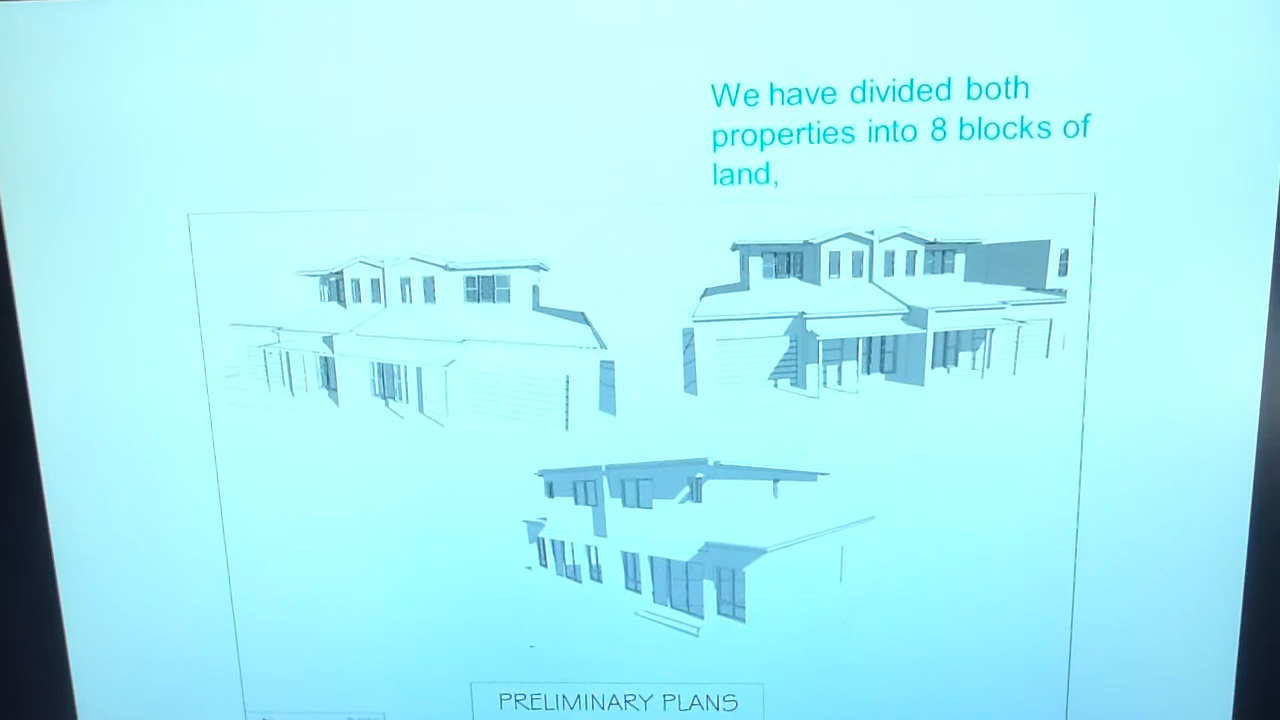 We have divided both
properties into 8 blocks of
land,
PRELIMINARY PLANS